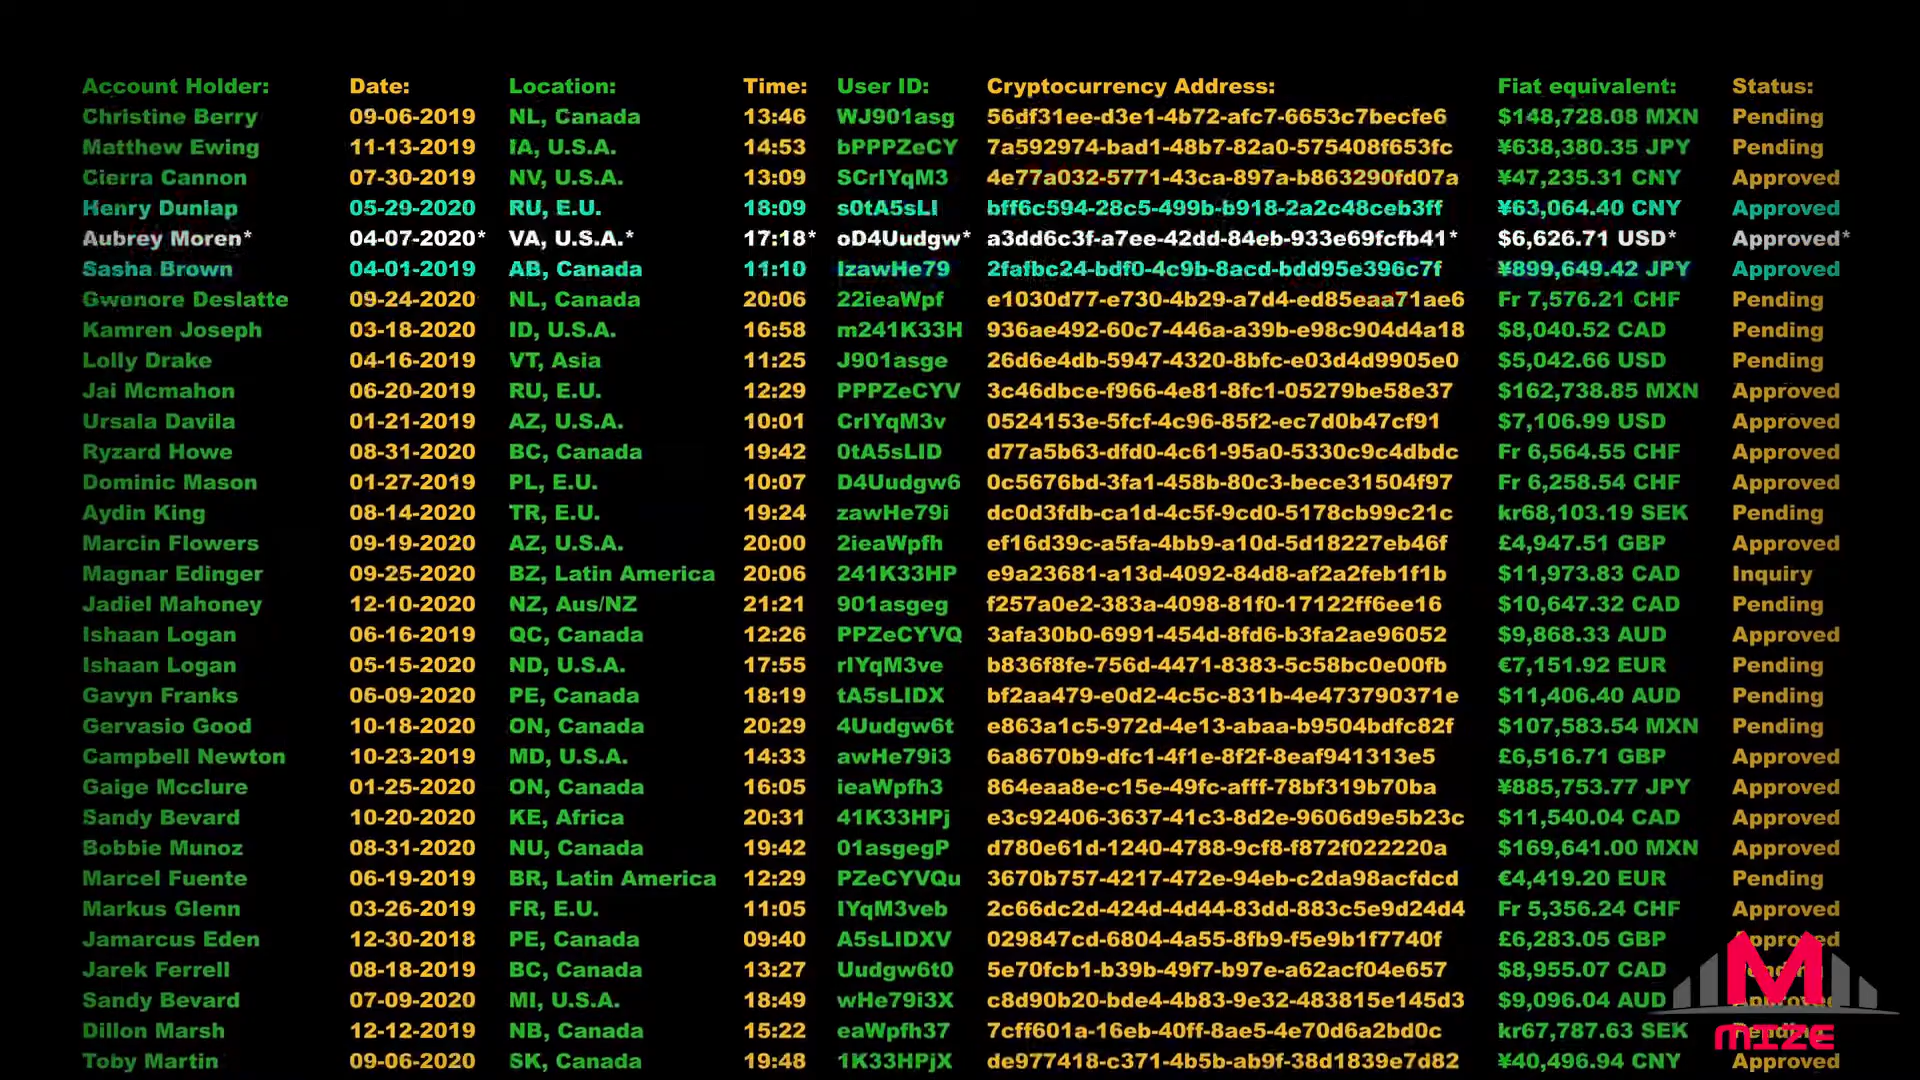 Account Holder: Date: Location: Time: User ID: Cryptocurrency Address: Fiat equivalent: Status:
Christine Berry 09-06-2019 NL, Canada 13:46 WJ901asg 56df31ee-d3e1-4b72-afc7-6653c7becfe6 $148,728.08 MXN Pending
Matthew Ewing 11-13-2019 IA, U.S.A. 14:53 bPPPZeCY 7a592974-bad1-48b7-82a0-575408f653fc ¥638,380.35 JPY Pending
Cierra Cannon 07-30-2019 NV, U.S.A. 13:09 SCrIYqM3 4e77a032-5771-43ca-897a-b863290fd07a ¥47,235.31 CNY Approved
Henry Dunlap 05-29-2020 RU, E.U. 18:09 s0tA5sLI bff6c594-28c5-499b-b918-2a2c48ceb3ff ¥63,064.40 CNY Approved
Aubrey Moren* 04-07-2020* VA, U.S.A.* 17:18* oD4Uudgw* a3dd6c3f-a7ee-42dd-84eb-933e69fcfb41* $6,626.71 USD* Approved*
Sasha Brown 04-01-2019 AB, Canada 11:10 IzawHe79 2fafbc24-bdf0-4c9b-8acd-bdd95e396c7f ¥899,649.42 JPY Approved
Gwenore Deslatte 09-24-2020 NL, Canada 20:06 22ieaWpf e1030d77-e730-4b29-a7d4-ed85eaa71ae6 Fr 7,576.21 CHF Pending
Kamren Joseph 03-18-2020 ID, U.S.A. 16:58 m241K33H 936ae492-60c7-446a-a39b-e98c904d4a18 $8,040.52 CAD Pending
Lolly Drake 04-16-2019 VT, Asia 11:25 J901asge 26d6e4db-5947-4320-8bfc-e03d4d9905e0 $5,042.66 USD Pending
Jai Mcmahon 06-20-2019 RU, E.U. 12:29 PPPZeCYV 3c46dbce-f966-4e81-8fc1-05279be58e37 $162,738.85 MXN Approved
Ursala Davila 01-21-2019 AZ, U.S.A. 10:01 CrIYqM3v 0524153e-5fcf-4c96-85f2-ec7d0b47cf91 $7,106.99 USD Approved
Ryzard Howe 08-31-2020 BC, Canada 19:42 0tA5sLID d77a5b63-dfd0-4c61-95a0-5330c9c4dbdc Fr 6,564.55 CHF Approved
Dominic Mason 01-27-2019 PL, E.U. 10:07 D4Uudgw6 0c5676bd-3fa1-458b-80c3-bece31504f97 Fr 6,258.54 CHF Approved
Aydin King 08-14-2020 TR, E.U. 19:24 zawHe79i dc0d3fdb-ca1d-4c5f-9cd0-5178cb99c21c kr68,103.19 SEK Pending
Marcin Flowers 09-19-2020 AZ, U.S.A. 20:00 2ieaWpfh ef16d39c-a5fa-4bb9-a10d-5d18227eb46f £4,947.51 GBP Approved
Magnar Edinger 09-25-2020 BZ, Latin America 20:06 241K33HP e9a23681-a13d-4092-84d8-af2a2feb1f1b $11,973.83 CAD Inquiry
Jadiel Mahoney 12-10-2020 NZ, Aus/NZ 21:21 901asgeg f257a0e2-383a-4098-81f0-17122ff6ee16 $10,647.32 CAD Pending
Ishaan Logan 06-16-2019 QC, Canada 12:26 PPZeCYVQ 3afa30b0-6991-454d-8fd6-b3fa2ae96052 $9,868.33 AUD Approved
Ishaan Logan 05-15-2020 ND, U.S.A. 17:55 rIYqM3ve b836f8fe-756d-4471-8383-5c58bc0e00fb €7,151.92 EUR Pending
Gavyn Franks 06-09-2020 PE, Canada 18:19 tA5sLIDX bf2aa479-e0d2-4c5c-831b-4e473790371e $11,406.40 AUD Pending
Gervasio Good 10-18-2020 ON, Canada 20:29 4Uudgw6t e863a1c5-972d-4e13-abaa-b9504bdfc82f $107,583.54 MXN Pending
Campbell Newton 10-23-2019 MD, U.S.A. 14:33 awHe79i3 6a8670b9-dfc1-4f1e-8f2f-8eaf941313e5 £6,516.71 GBP Approved
Gaige Mcclure 01-25-2020 ON, Canada 16:05 ieaWpfh3 864eaa8e-c15e-49fc-afff-78bf319b70ba ¥885,753.77 JPY Approved
Sandy Bevard 10-20-2020 KE, Africa 20:31 41K33HPj e3c92406-3637-41c3-8d2e-9606d9e5b23c $11,540.04 CAD Approved
Bobbie Munoz 08-31-2020 NU, Canada 19:42 01asgegP d780e61d-1240-4788-9cf8-f872f022220a $169,641.00 MXN Approved
Marcel Fuente 06-19-2019 BR, Latin America 12:29 PZeCYVQu 3670b757-4217-472e-94eb-c2da98acfdcd €4,419.20 EUR Pending
Markus Glenn 03-26-2019 FR, E.U. 11:05 IYqM3veb 2c66dc2d-424d-4d44-83dd-883c5e9d24d4 Fr 5,356.24 CHF Approved
Jamarcus Eden 12-30-2018 PE, Canada 09:40 A5sLIDXV 029847cd-6804-4a55-8fb9-f5e9b1f7740f £6,283.05 GBP Approved
Jarek Ferrell 08-18-2019 BC, Canada 13:27 Uudgw6t0 5e70fcb1-b39b-49f7-b97e-a62acf04e657 $8,955.07 CAD Pending
Sandy Bevard 07-09-2020 MI, U.S.A. 18:49 wHe79i3X c8d90b20-bde4-4b83-9e32-483815e145d3 $9,096.04 AUD Approved
Dillon Marsh 12-12-2019 NB, Canada 15:22 eaWpfh37 7cff601a-16eb-40ff-8ae5-4e70d6a2bd0c kr67,787.63 SEK Pending
Toby Martin 09-06-2020 SK, Canada 19:48 1K33HPjX de977418-c371-4b5b-ab9f-38d1839e7d82 ¥40,496.94 CNY Approved
M
MIZE